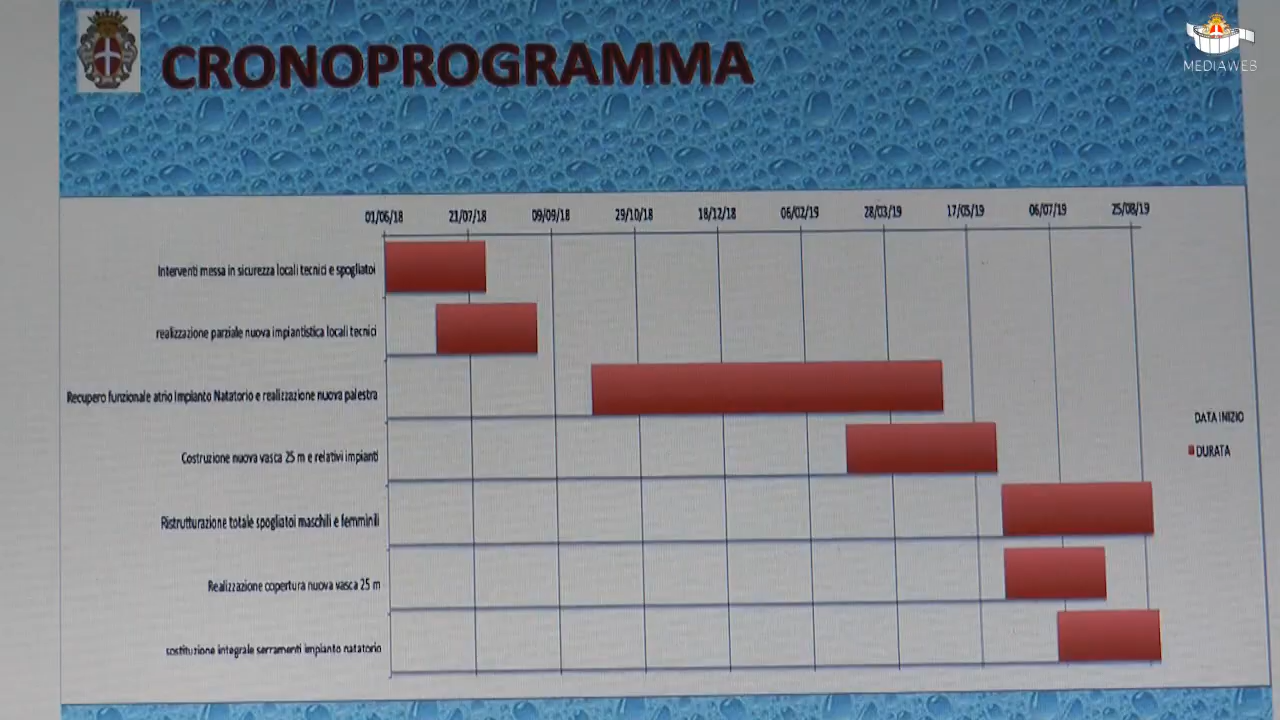 CRONOPROGRAMMA
MEDIAWEB
01/06/18 21/07/18 09/09/18 29/10/18 18/12/18 06/02/19 28/03/19 17/05/19 06/07/19 25/08/19
Interventi messa in sicurezza locali tecnici e spogliatoi
realizzazione parziale nuova impiantistica locali tecnici
Recupero funzionale atrio Impianto Natatorio e realizzazione nuova palestra
DATA INIZIO
DURATA
Costruzione nuova vasca 25 m e relativi impianti
Ristrutturazione totale spogliatoi maschili e femminili
Realizzazione copertura nuova vasca 25 m
costituzione integrale serramenti impianto natatorio